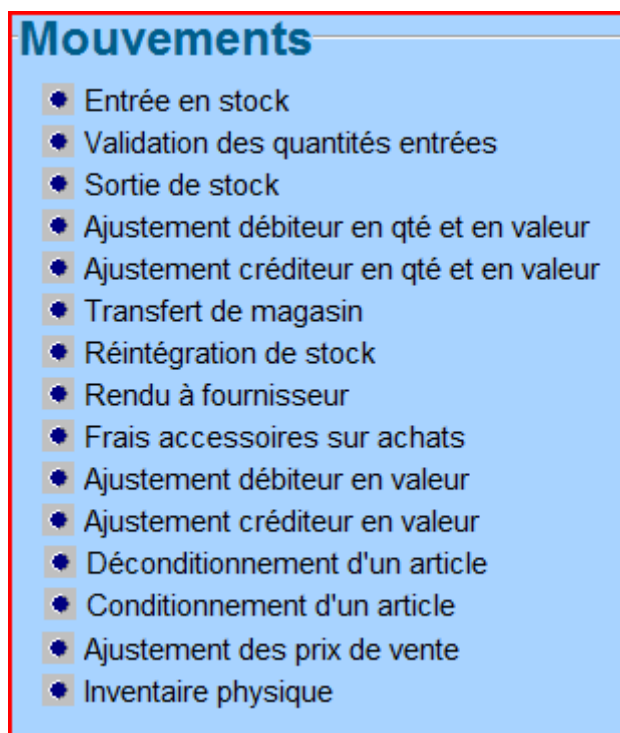 Mouvements
Entrée en stock
Validation des quantités entrées
Sortie de stock
Ajustement débiteur en qté et en valeur
Ajustement créditeur en qté et en valeur
Transfert de magasin
Réintégration de stock
Rendu à fournisseur
Frais accessoires sur achats
Ajustement débiteur en valeur
Ajustement créditeur en valeur
Déconditionnement d'un article
Conditionnement d'un article
Ajustement des prix de vente
Inventaire physique